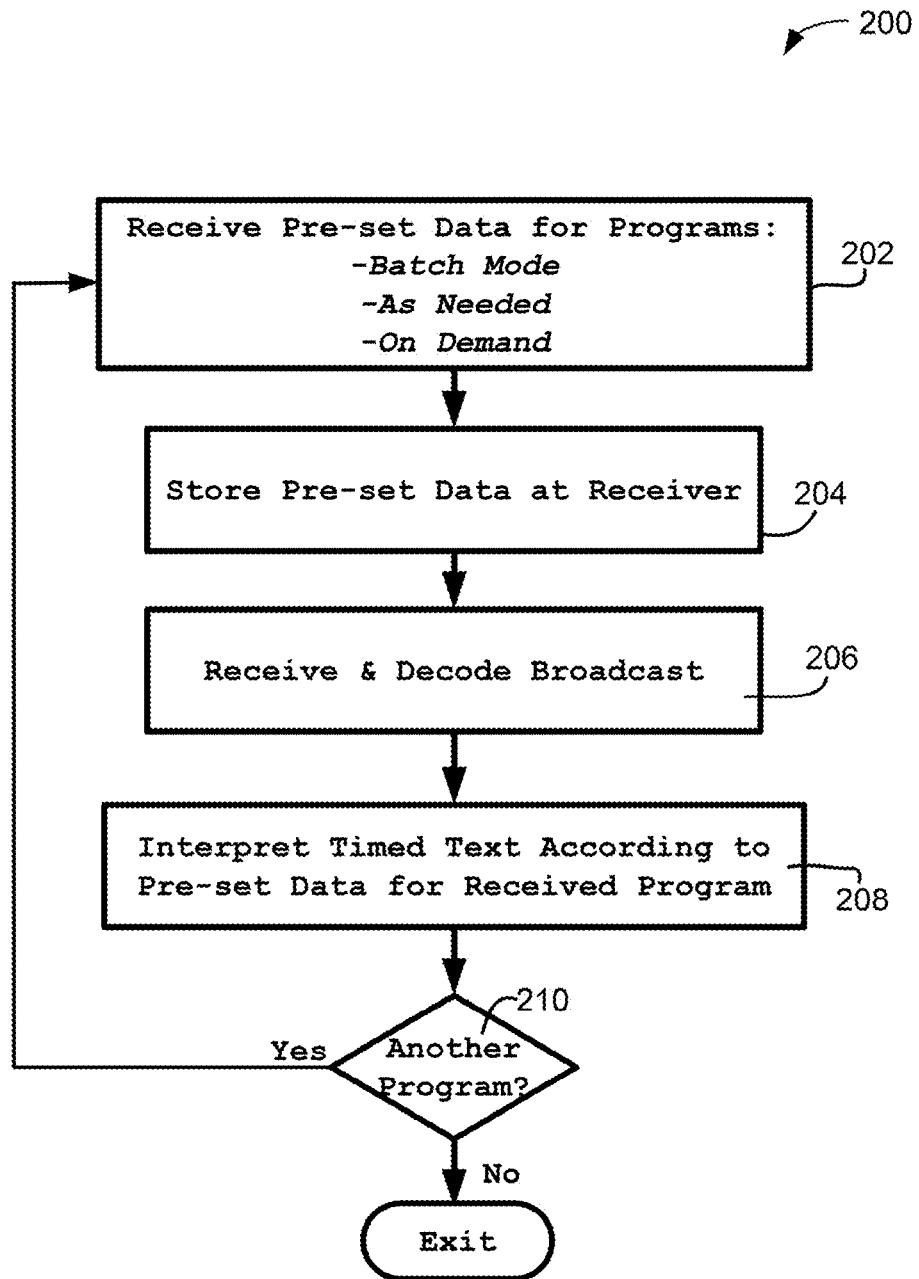 200
Receive Pre-set Data for Programs:
-Batch Mode
-As Needed
-On Demand
202
Store Pre-set Data at Receiver
204
Receive & Decode Broadcast
206
Interpret Timed Text According to
Pre-set Data for Received Program
208
210
Yes
Another
Program?
No
Exit